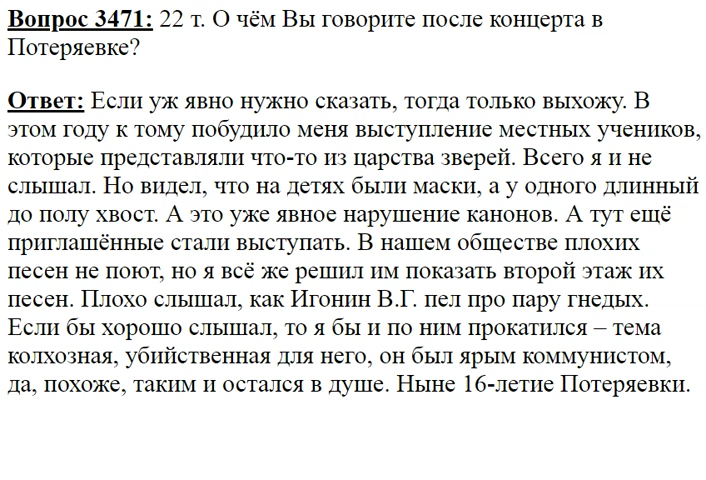 Вопрос 3471: 22 т. О чём Вы говорите после концерта в
Потеряевке?
Ответ: Если уж явно нужно сказать, тогда только выхожу. В
этом году к тому побудило меня выступление местных учеников,
которые представляли что-то из царства зверей. Всего я и не
слышал. Но видел, что на детях были маски, а у одного длинный
до полу хвост. А это уже явное нарушение канонов. А тут ещё
приглашённые стали выступать. В нашем обществе плохих
песен не поют, но я всё же решил им показать второй этаж их
песен. Плохо слышал, как Игонин В.Г. пел про пару гнедых.
Если бы хорошо слышал, то я бы и по ним прокатился – тема
колхозная, убийственная для него, он был ярым коммунистом,
да, похоже, таким и остался в душе. Ныне 16-летие Потеряевки.